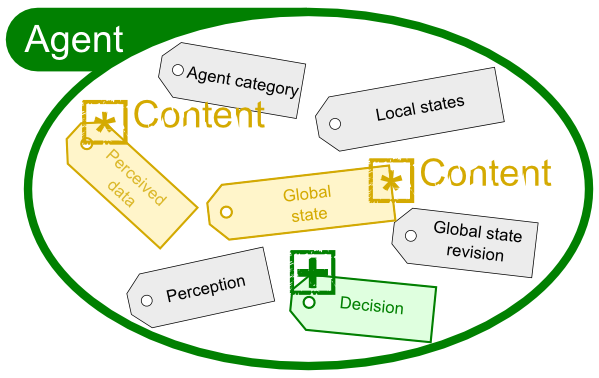 Agent
Agent category
Local states
* Content
Perceived
data
* Content
Global
state
Global state
revision
Perception
+
Decision